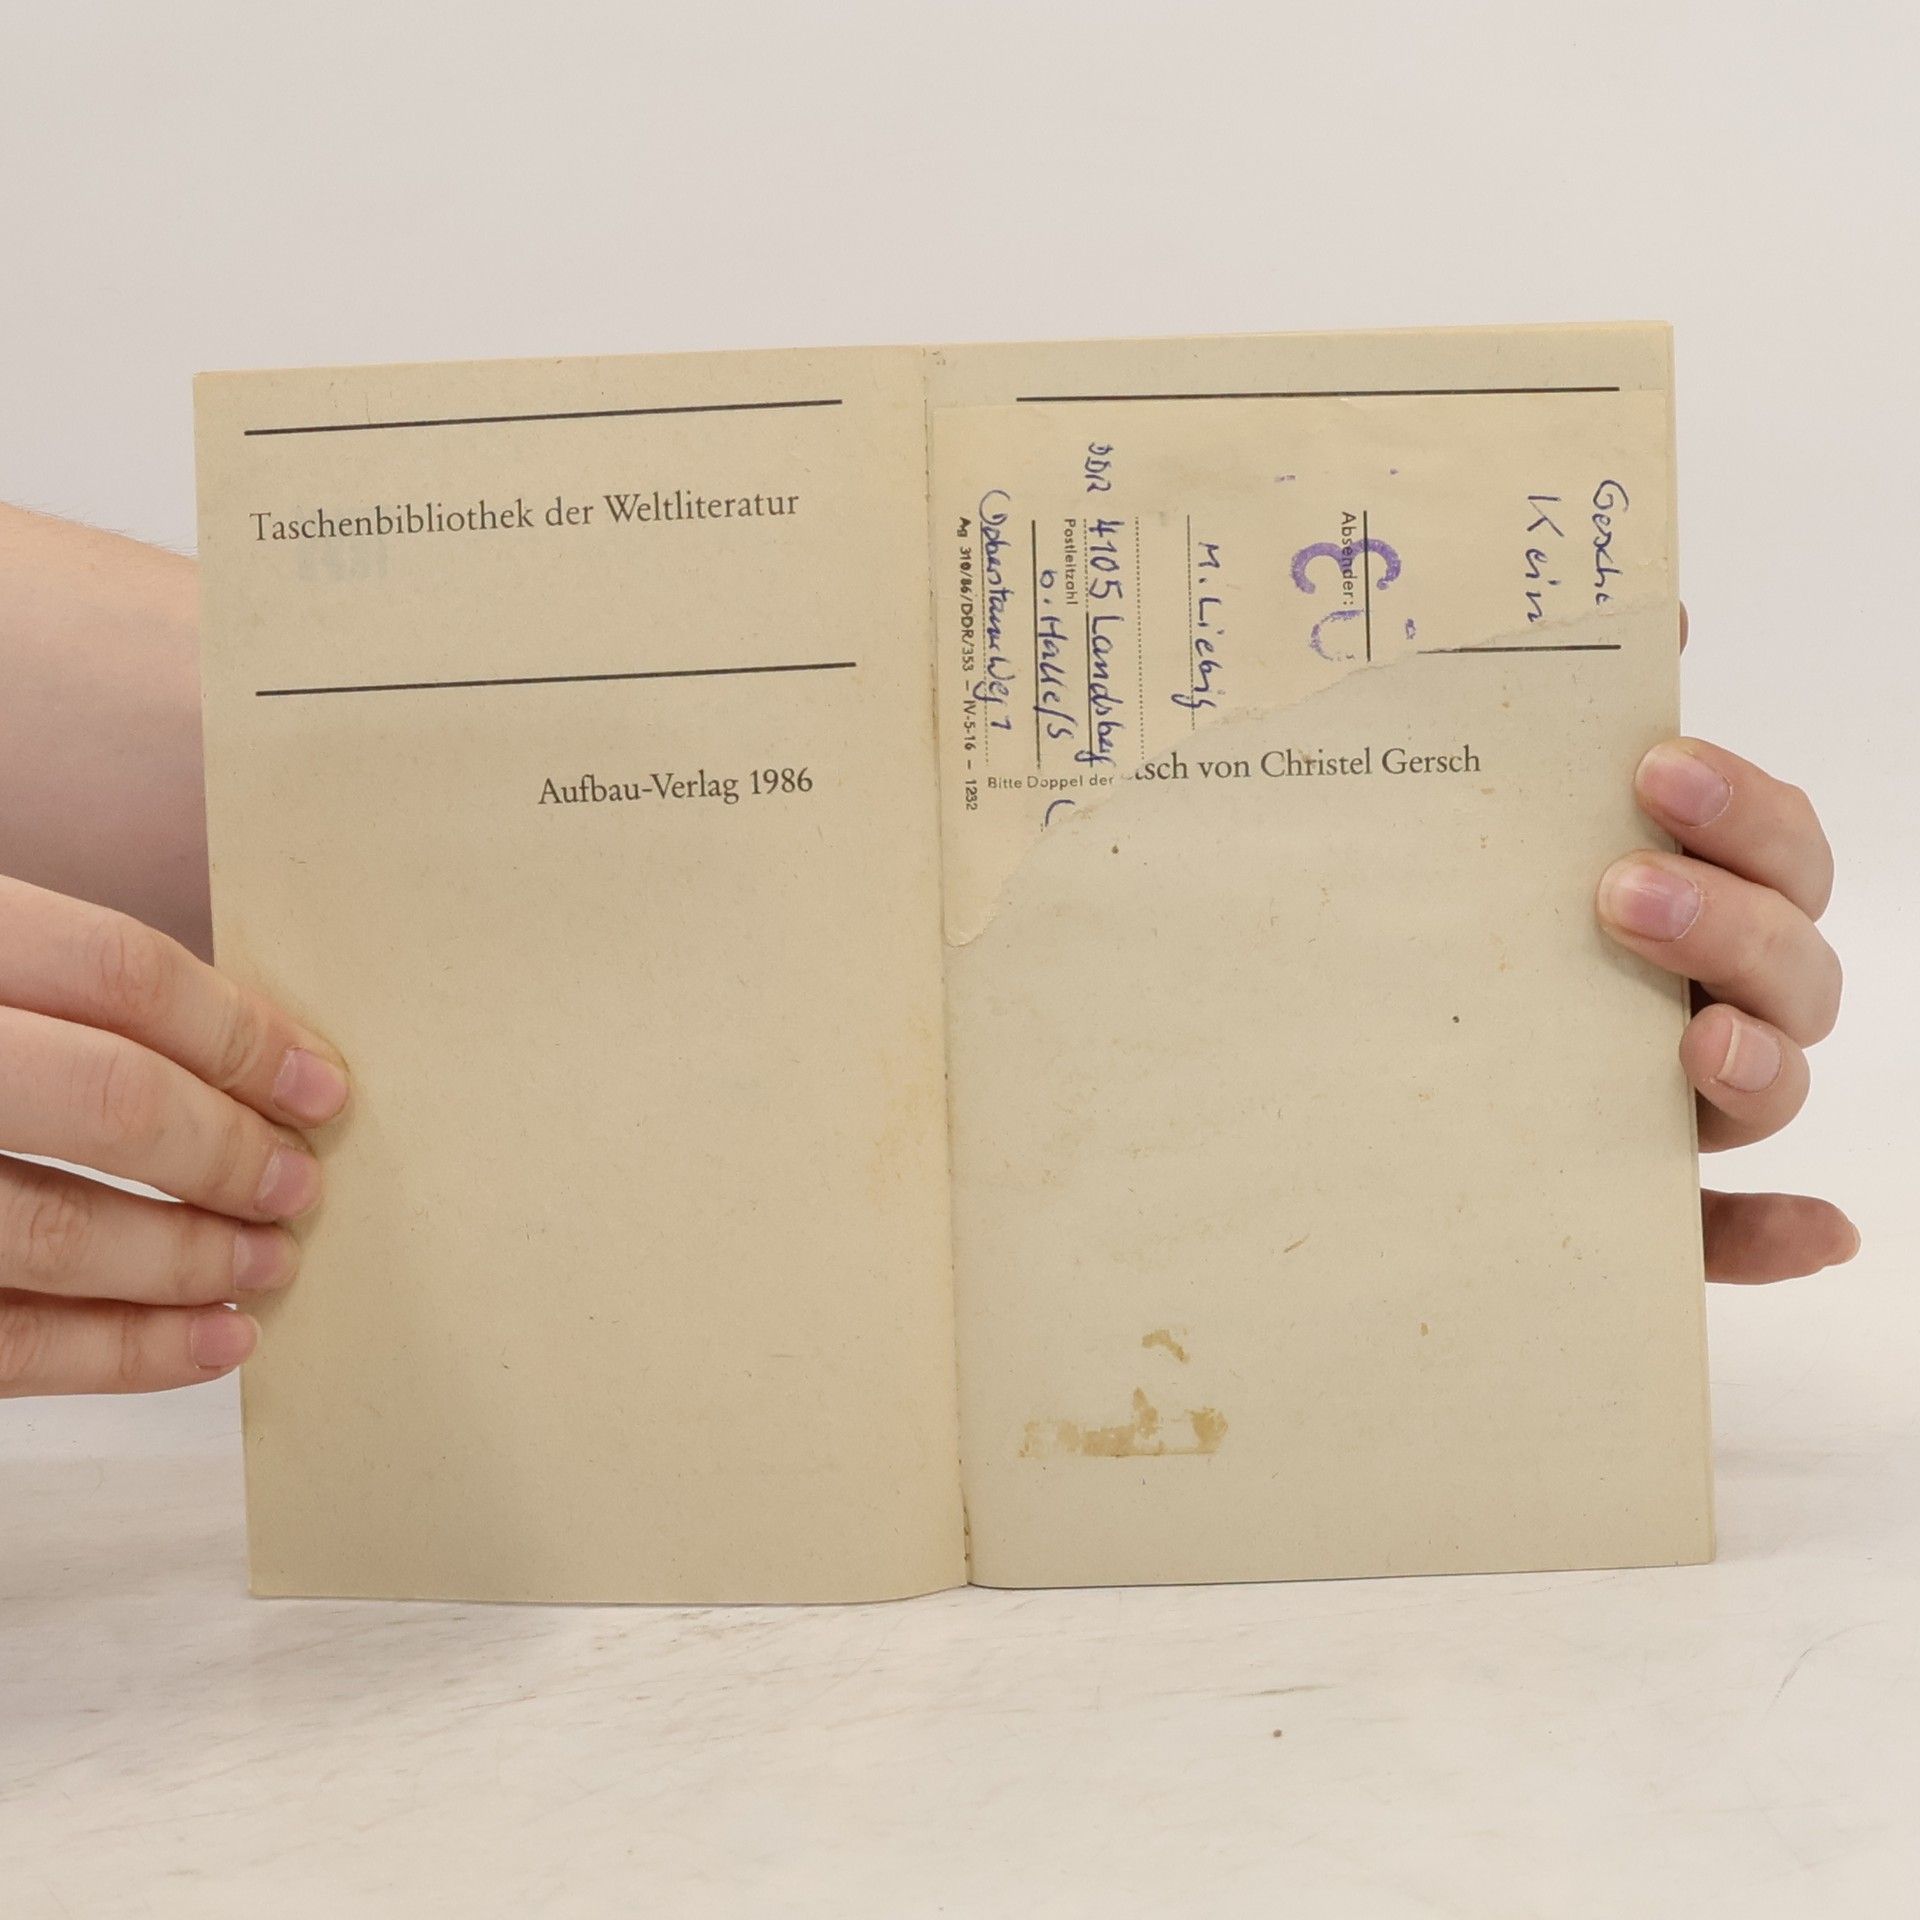 Taschenbibliothek der Weltliteratur
Aufbau-Verlag 1986
tsch von Christel Gersch
Gesche
Kein
Absender:
M. Liebig
DDR 4105 Landsberg
Postleitzahl
b. Halle/S
Ag 310/86/DDR/353 – IV-5-16 – 1232
Bitte Doppel der